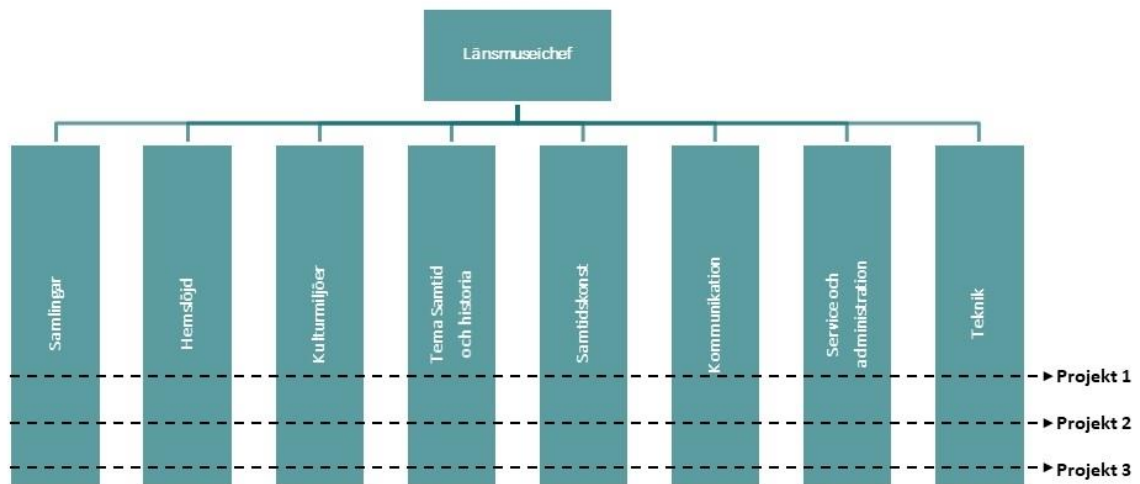 Länsmuseichef
Samlingar
Hemslöjd
Kulturmiljöer
Tema Samtid
och historia
Samtidskonst
Kommunikation
Service och
administration
Teknik
Projekt 1
Projekt 2
Projekt 3